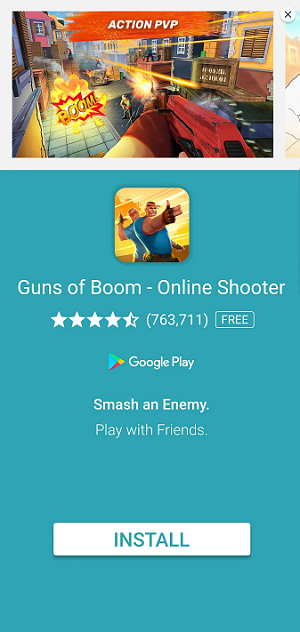 ACTION PVP
BOOM!
Guns of Boom - Online Shooter
(763,711) FREE
Google Play
Smash an Enemy.
Play with Friends.
INSTALL